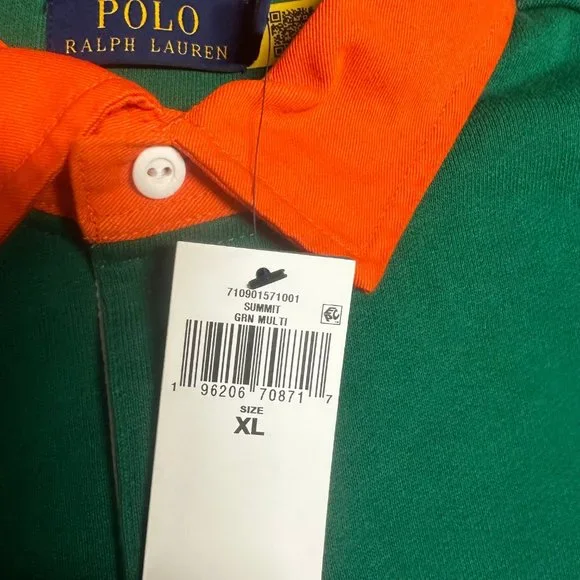 POLO
RALPH LAUREN
710901571001
SUMMIT
GRN MULTI
1 96206 70871 7
SIZE
XL